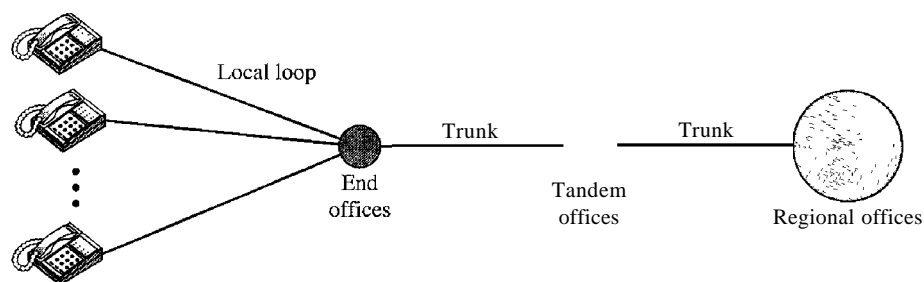 Local loop
Trunk
Trunk
End
offices
Tandem
offices
Regional offices